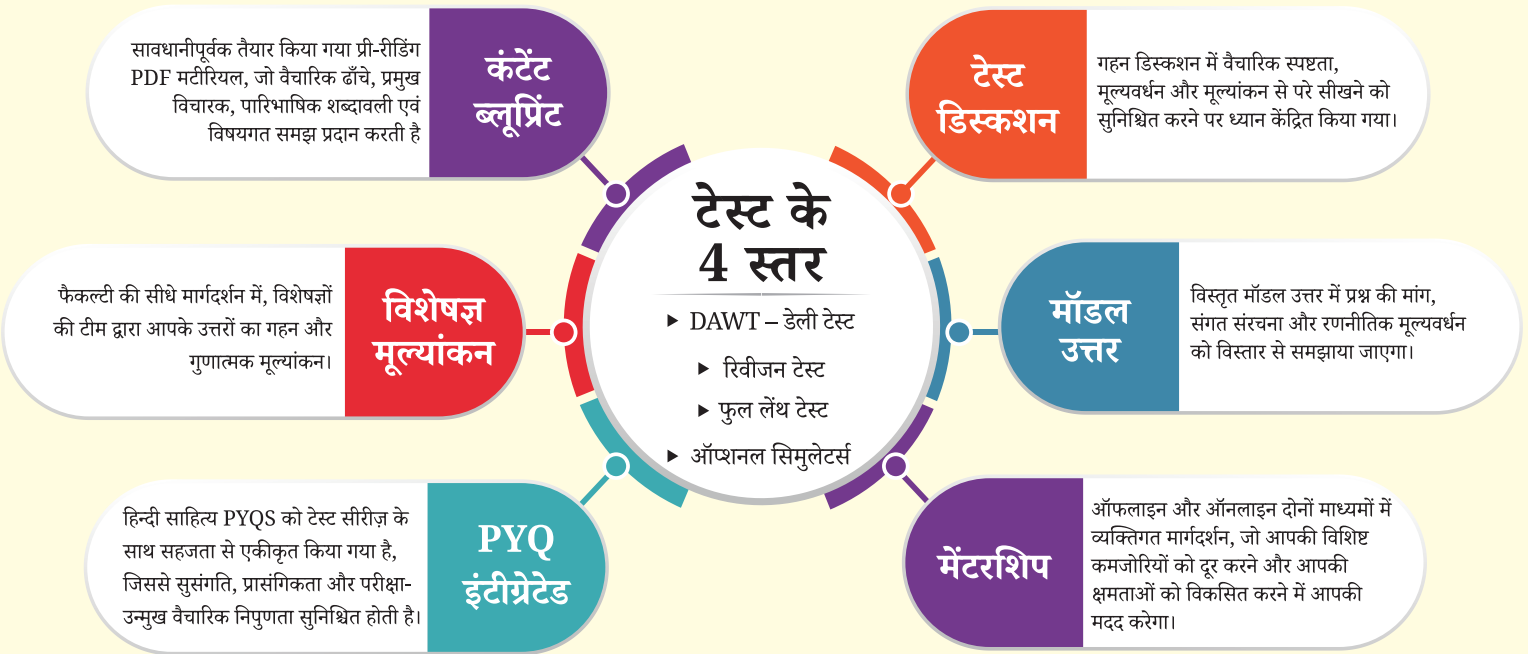 सावधानीपूर्वक तैयार किया गया प्री-रीडिंग
PDF मटीरियल, जो वैचारिक ढाँचे, प्रमुख
विचारक, पारिभाषिक शब्दावली एवं
विषयगत समझ प्रदान करती है
कंटेंट
ब्लूप्रिंट
टेस्ट
डिस्कशन
गहन डिस्कशन में वैचारिक स्पष्टता,
मूल्यवर्धन और मूल्यांकन से परे सीखने को
सुनिश्चित करने पर ध्यान केंद्रित किया गया।
टेस्ट के
4 स्तर
▶ DAWT – डेली टेस्ट
▶ रिवीजन टेस्ट
▶ फुल लेंथ टेस्ट
▶ ऑप्शनल सिमुलेटर्स
फैकल्टी की सीधे मार्गदर्शन में, विशेषज्ञों
की टीम द्वारा आपके उत्तरों का गहन और
गुणात्मक मूल्यांकन।
विशेषज्ञ
मूल्यांकन
मॉडल
उत्तर
विस्तृत मॉडल उत्तर में प्रश्न की मांग,
संगत संरचना और रणनीतिक मूल्यवर्धन
को विस्तार से समझाया जाएगा।
हिन्दी साहित्य PYQS को टेस्ट सीरीज़ के
साथ सहजता से एकीकृत किया गया है,
जिससे सुसंगति, प्रासंगिकता और परीक्षा-
उन्मुख वैचारिक निपुणता सुनिश्चित होती है।
PYQ
इंटीग्रेटेड
मेंटरशिप
ऑफलाइन और ऑनलाइन दोनों माध्यमों में
व्यक्तिगत मार्गदर्शन, जो आपकी विशिष्ट
कमजोरियों को दूर करने और आपकी
क्षमताओं को विकसित करने में आपकी
मदद करेगा।